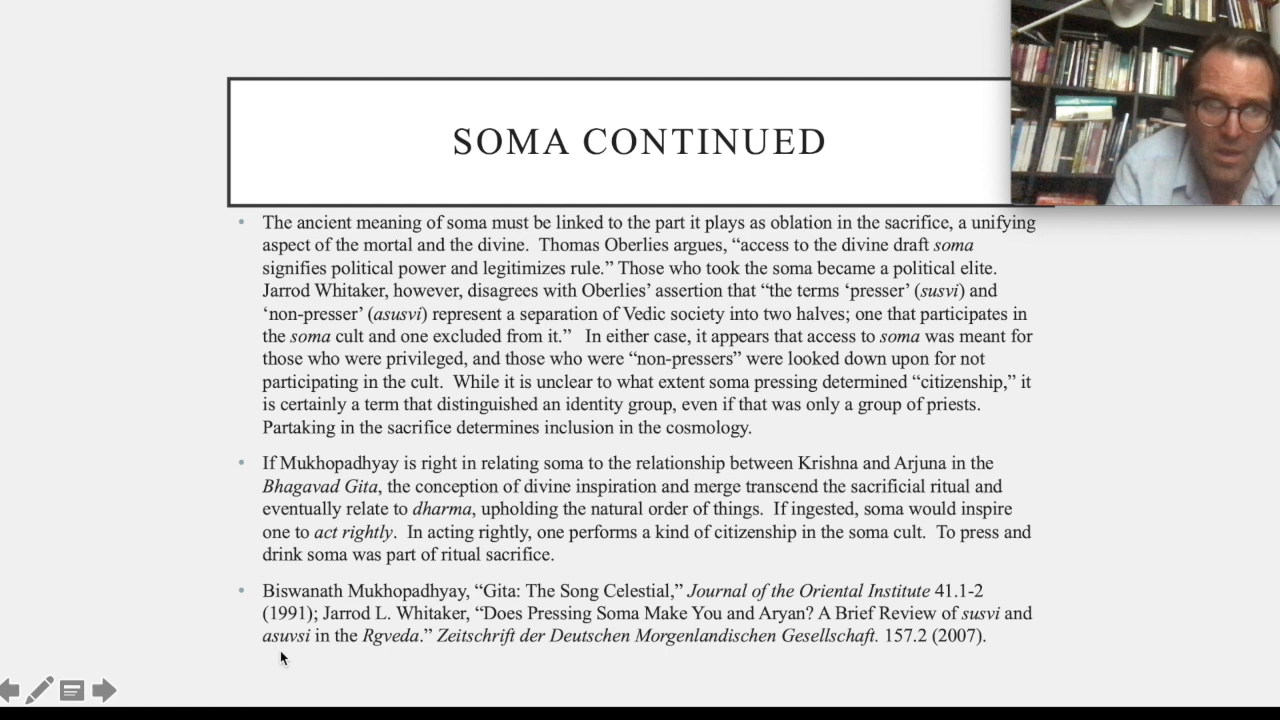 SOMA CONTINUED
• The ancient meaning of soma must be linked to the part it plays as oblation in the sacrifice, a unifying
aspect of the mortal and the divine.  Thomas Oberlies argues, “access to the divine draft soma
signifies political power and legitimizes rule.” Those who took the soma became a political elite.
Jarrod Whitaker, however, disagrees with Oberlies’ assertion that “the terms ‘presser’ (susvi) and
‘non-presser’ (asusvi) represent a separation of Vedic society into two halves; one that participates in
the soma cult and one excluded from it.”   In either case, it appears that access to soma was meant for
those who were privileged, and those who were “non-pressers” were looked down upon for not
participating in the cult.  While it is unclear to what extent soma pressing determined “citizenship,” it
is certainly a term that distinguished an identity group, even if that was only a group of priests.
Partaking in the sacrifice determines inclusion in the cosmology.
• If Mukhopadhyay is right in relating soma to the relationship between Krishna and Arjuna in the
Bhagavad Gita, the conception of divine inspiration and merge transcend the sacrificial ritual and
eventually relate to dharma, upholding the natural order of things.  If ingested, soma would inspire
one to act rightly.  In acting rightly, one performs a kind of citizenship in the soma cult.  To press and
drink soma was part of ritual sacrifice.
• Biswanath Mukhopadhyay, “Gita: The Song Celestial,” Journal of the Oriental Institute 41.1-2
(1991); Jarrod L. Whitaker, “Does Pressing Soma Make You and Aryan? A Brief Review of susvi and
asuvsi in the Rgveda.” Zeitschrift der Deutschen Morgenlandischen Gesellschaft. 157.2 (2007).